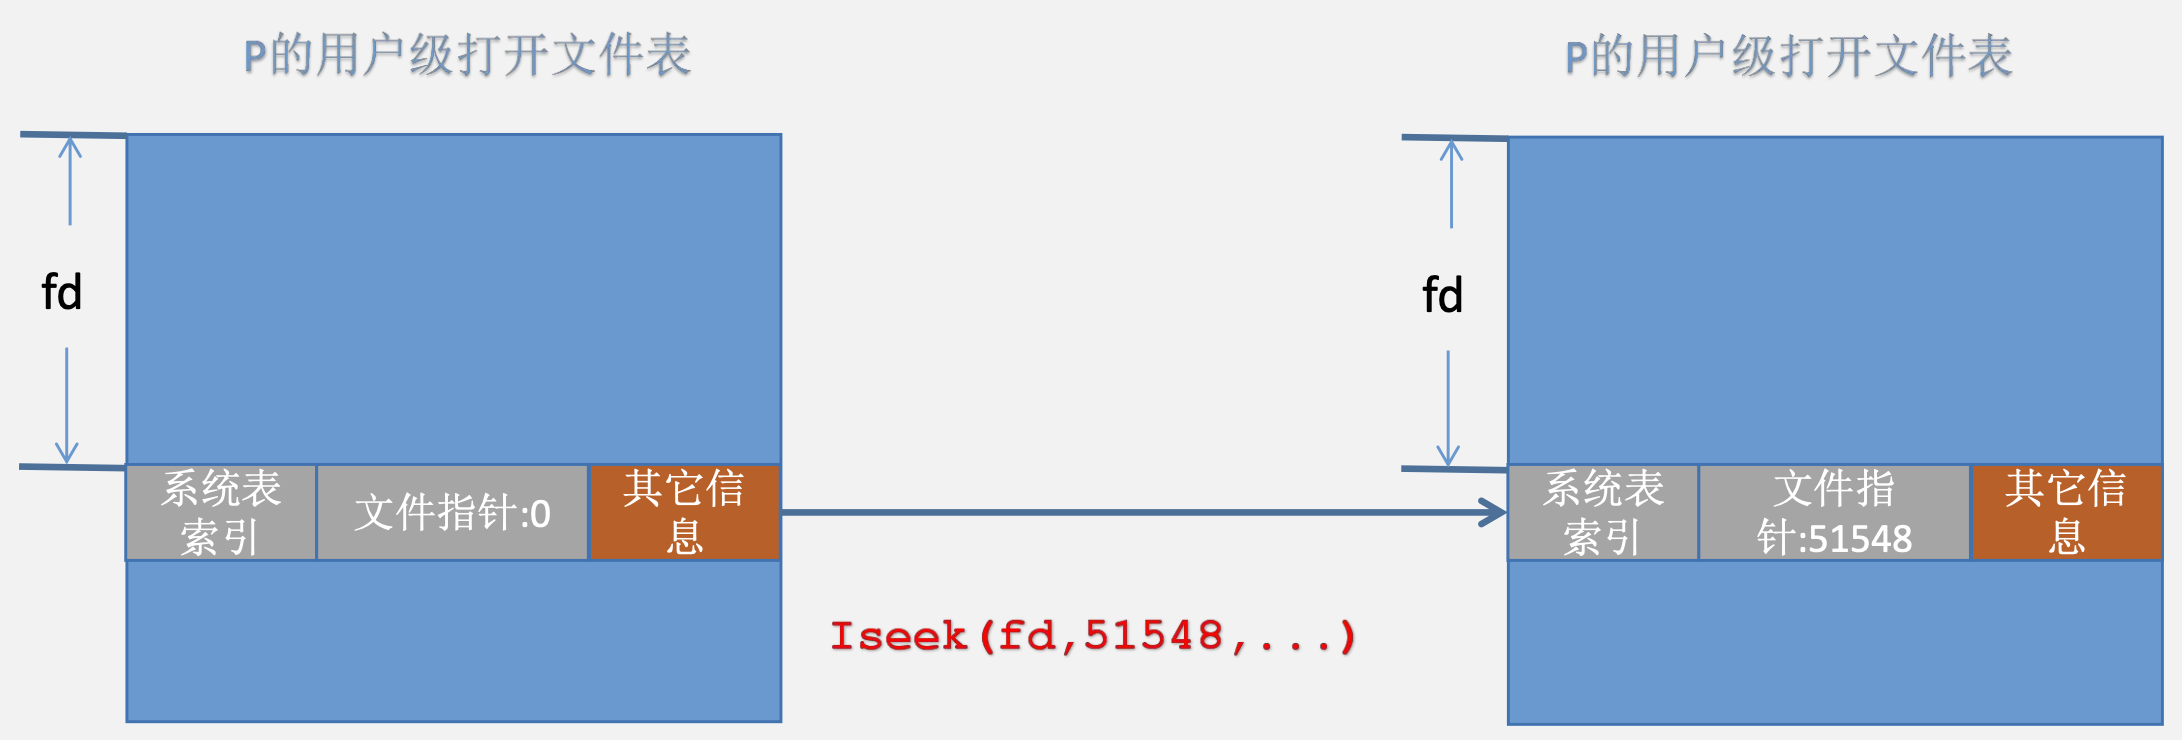 P的用户级打开文件表
P的用户级打开文件表
fd
fd
系统表
索引
文件指针:0
其它信
息
系统表
索引
文件指
针:51548
其它信
息
Iseek(fd,51548,...)